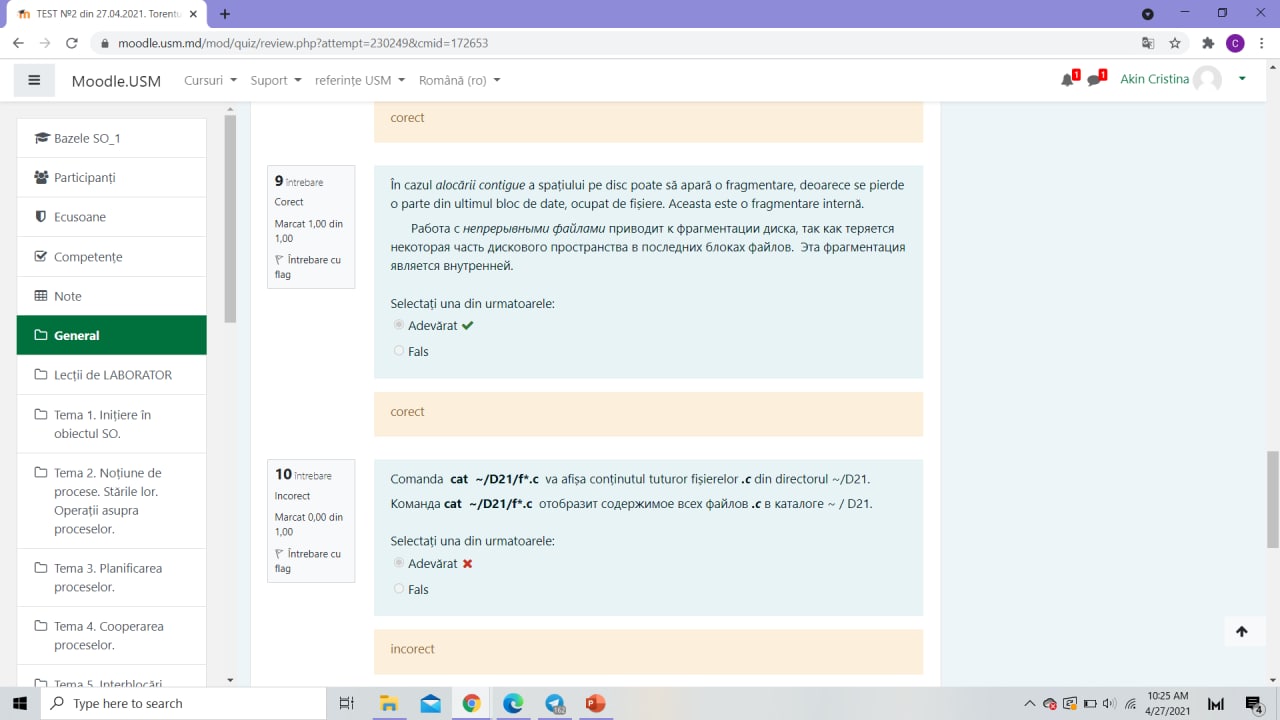 TEST №2 din 27.04.2021. Torentu
moodle.usm.md/mod/quiz/review.php?attempt=230249&cmid=172653
C
Moodle.USM
Cursuri
Suport
referințe USM
Română (ro)
1
1
Akin Cristina
Bazele SO_1
Participanți
Ecusoane
Competențe
Note
General
Lecții de LABORATOR
Tema 1. Inițiere în
obiectul SO.
Tema 2. Noțiune de
procese. Stările lor.
Operații asupra
proceselor.
Tema 3. Planificarea
proceselor.
Tema 4. Cooperarea
proceselor.
Tema 5. Interblocări
corect
9 Întrebare
Corect
Marcat 1,00 din
1,00
Întrebare cu
flag
În cazul alocării contigue a spațiului pe disc poate să apară o fragmentare, deoarece se pierde
o parte din ultimul bloc de date, ocupat de fișiere. Aceasta este o fragmentare internă.
Работа с непрерывными файлами приводит к фрагментации диска, так как теряется
некоторая часть дискового пространства в последних блоках файлов. Эта фрагментация
является внутренней.
Selectați una din urmatoarele:
Adevărat
Fals
corect
10 Întrebare
Incorect
Marcat 0,00 din
1,00
Întrebare cu
flag
Comanda cat ~/D21/f*.c va afișa conținutul tuturor fișierelor .c din directorul ~/D21.
Команда cat ~/D21/f*.c отобразит содержимое всех файлов .c в каталоге ~ / D21.
Selectați una din urmatoarele:
Adevărat
Fals
incorect
Type here to search
10:25 AM
4/27/2021
4